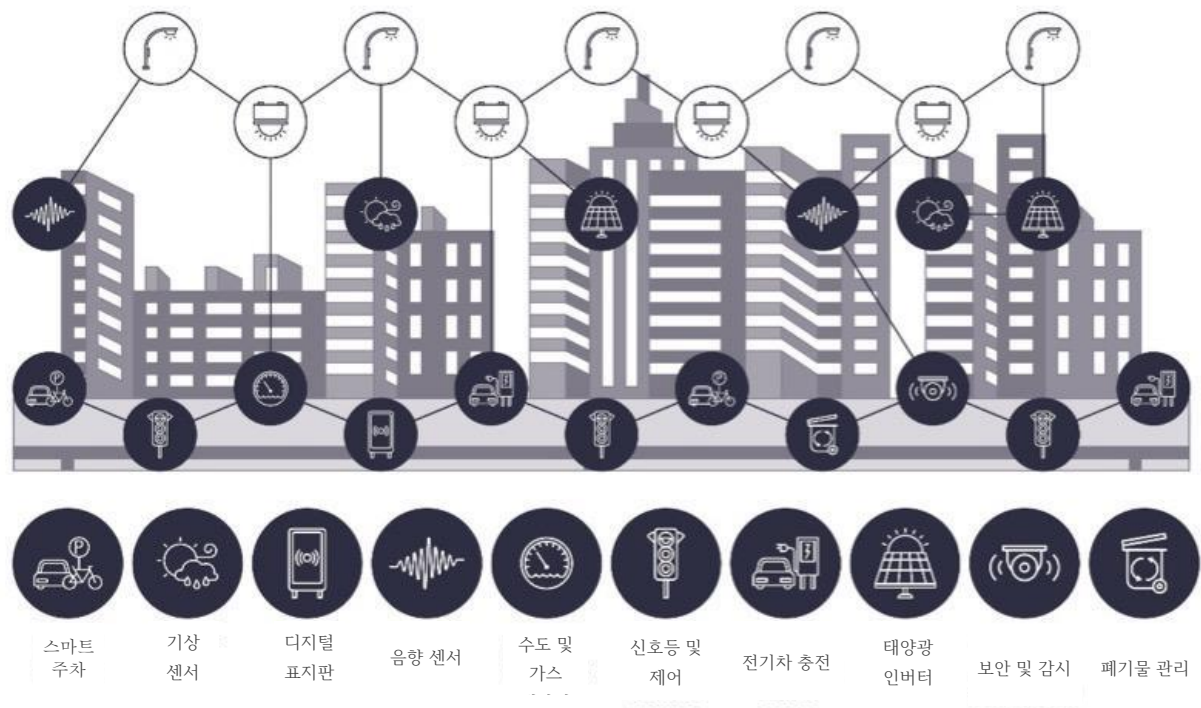 스마트
주차
기상
센서
디지털
표지판
음향 센서
수도 및
가스
신호등 및
제어
전기차 충전
태양광
인버터
보안 및 감시
폐기물 관리